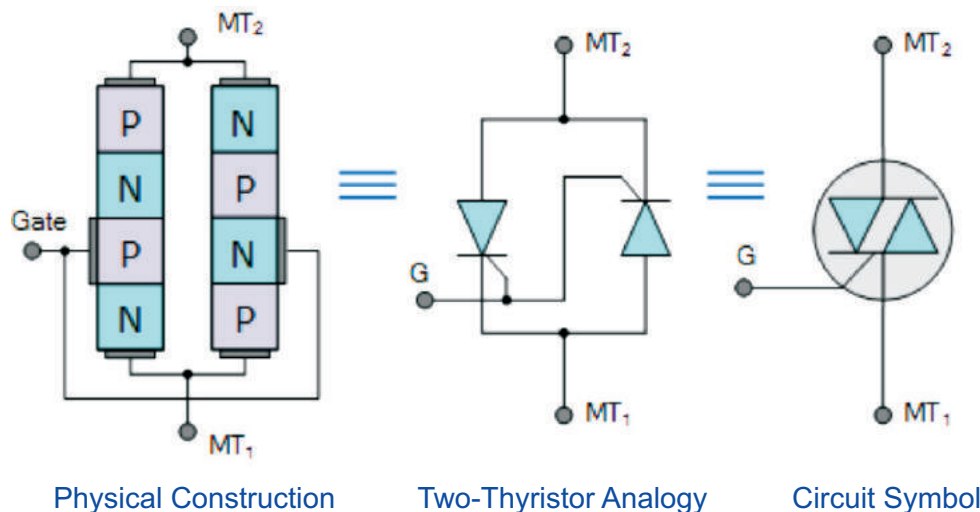 MT₂
P
N
P
N
N
P
N
P
Gate
MT₁
MT₂
G
MT₁
MT₂
G
MT₁
Physical Construction
Two-Thyristor Analogy
Circuit Symbol